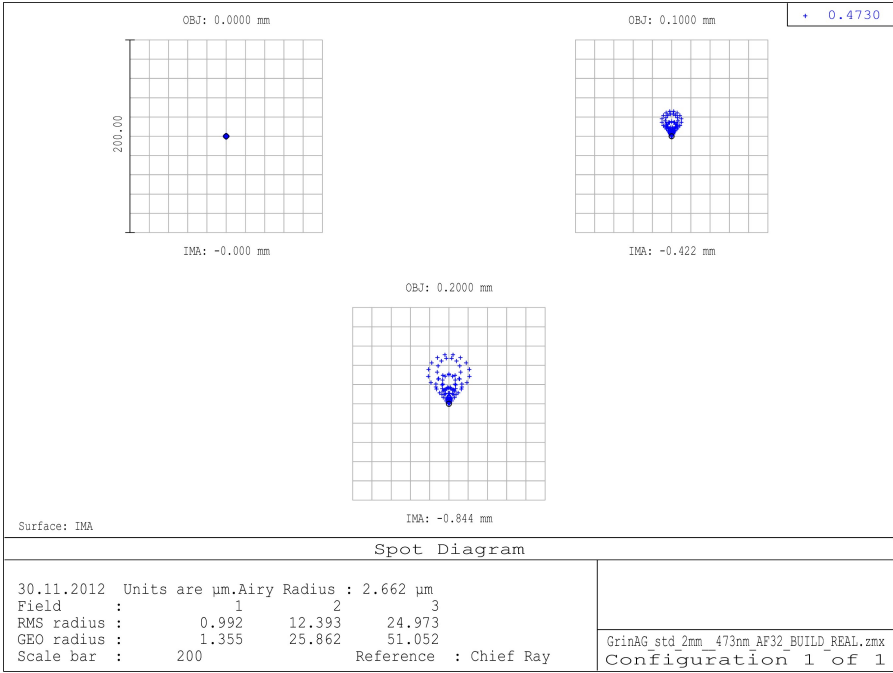 OBJ: 0.0000 mm
OBJ: 0.1000 mm
+ 0.4730
200.00
IMA: -0.000 mm
IMA: -0.422 mm
OBJ: 0.2000 mm
IMA: -0.844 mm
Surface: IMA
Spot Diagram
30.11.2012 Units are µm.Airy Radius : 2.662 µm
Field : 1 2 3
RMS radius : 0.992 12.393 24.973
GEO radius : 1.355 25.862 51.052
Scale bar : 200 Reference : Chief Ray
GrinAG_std_2mm__473nm_AF32_BUILD_REAL.zmx
Configuration 1 of 1